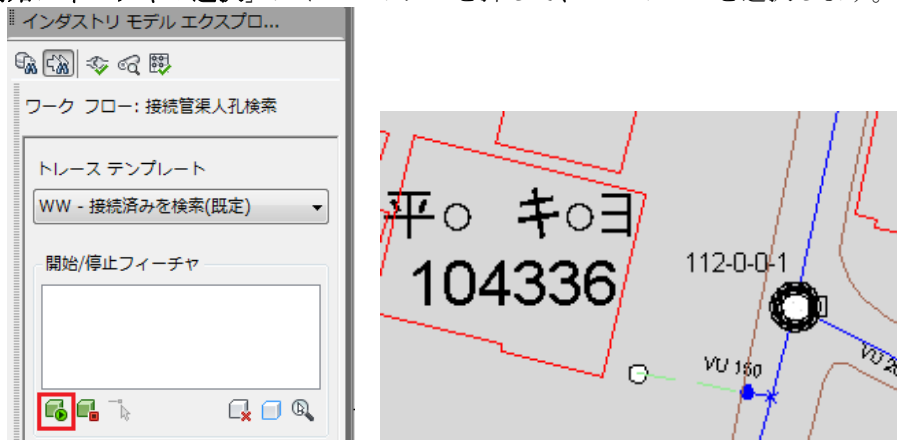 インダストリ モデル エクスプロ...
ワーク フロー: 接続管渠人孔検索
トレース テンプレート
WW - 接続済みを検索(既定)
開始/停止フィーチャ
平○ キ○ヨ
104336
112-0-0-1
VU 150